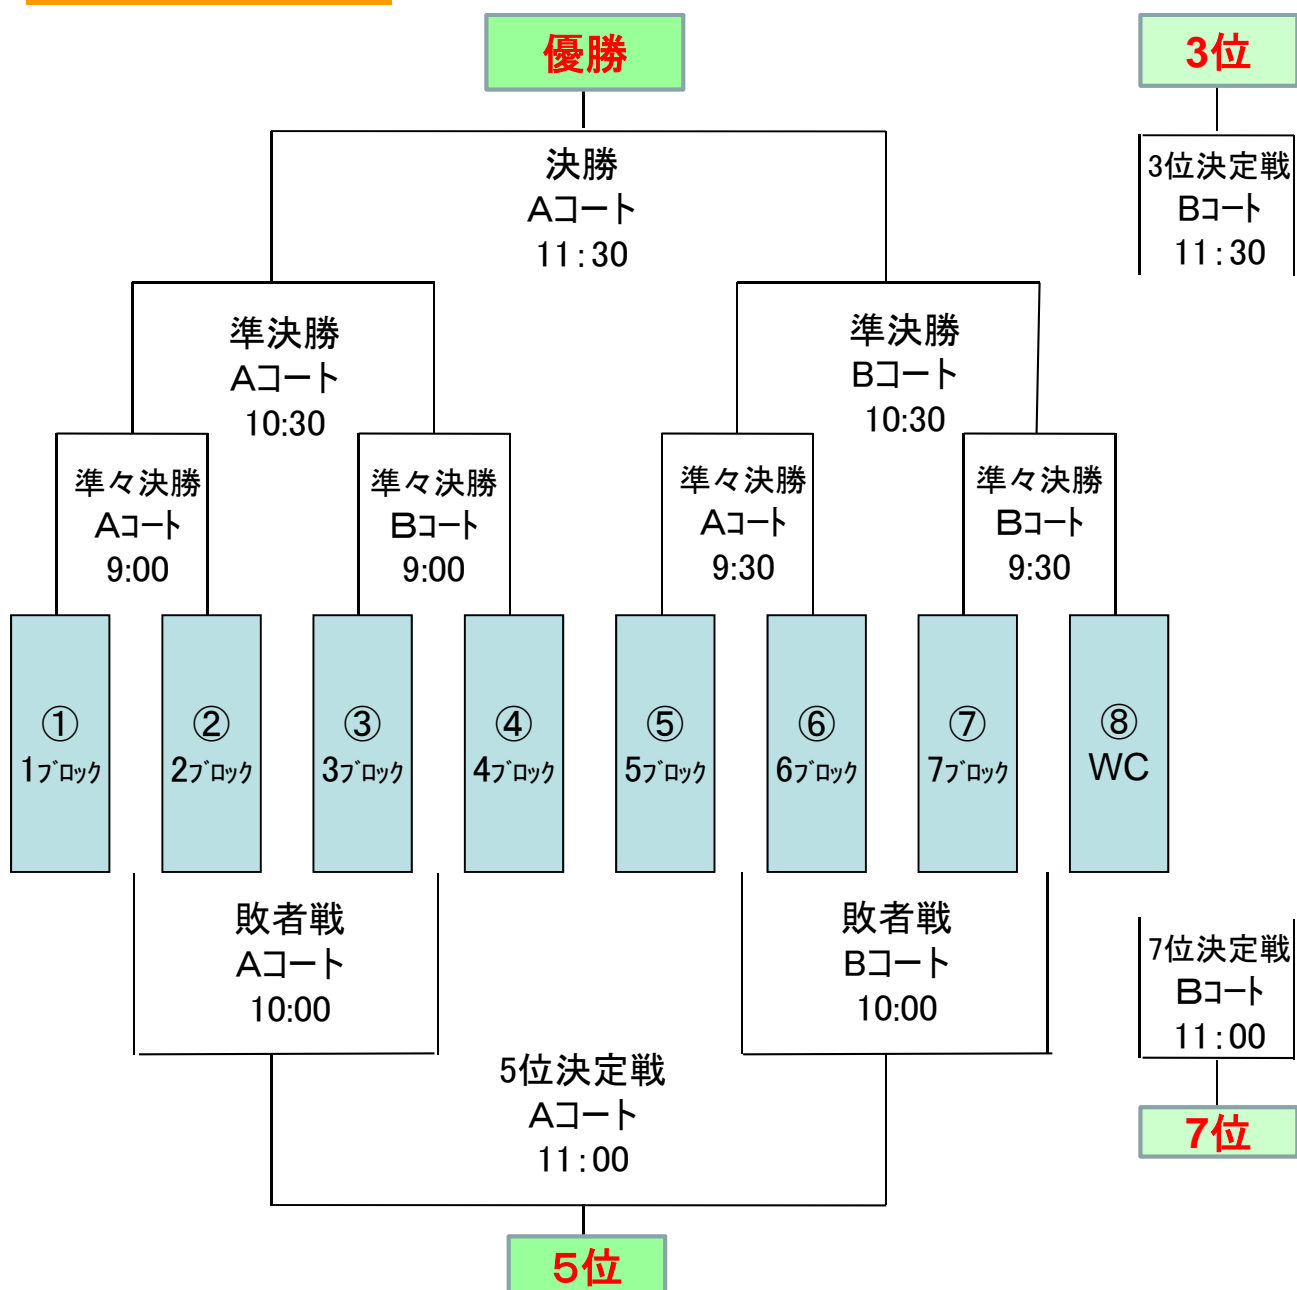 優勝
3位
決勝
Aコート
11:30
3位決定戦
Bコート
11:30
準決勝
Aコート
10:30
準決勝
Bコート
10:30
準々決勝
Aコート
9:00
準々決勝
Bコート
9:00
準々決勝
Aコート
9:30
準々決勝
Bコート
9:30
①
1ブロック
②
2ブロック
③
3ブロック
④
4ブロック
⑤
5ブロック
⑥
6ブロック
⑦
7ブロック
⑧
WC
敗者戦
Aコート
10:00
敗者戦
Bコート
10:00
7位決定戦
Bコート
11:00
5位決定戦
Aコート
11:00
7位
5位